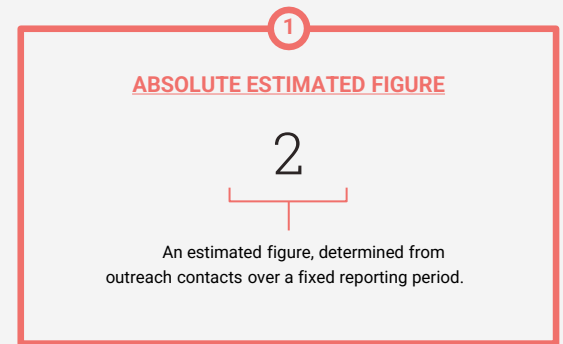 1
ABSOLUTE ESTIMATED FIGURE
2
An estimated figure, determined from
outreach contacts over a fixed reporting period.